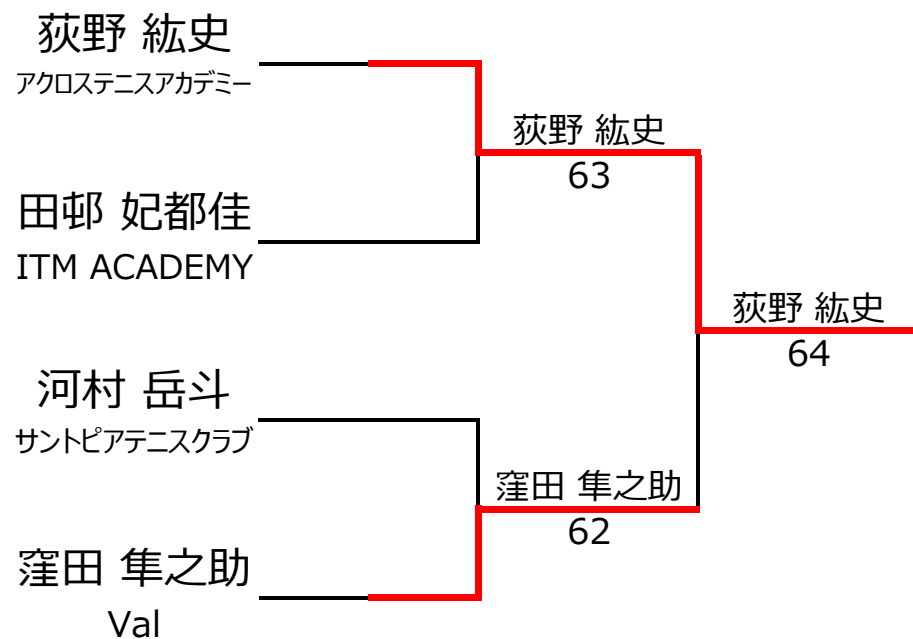 荻野 紘史
アクロステニスアカデミー
田邨 妃都佳
ITM ACADEMY
河村 岳斗
サントピアテニスクラブ
窪田 隼之助
Val
荻野 紘史
63
窪田 隼之助
62
荻野 紘史
64